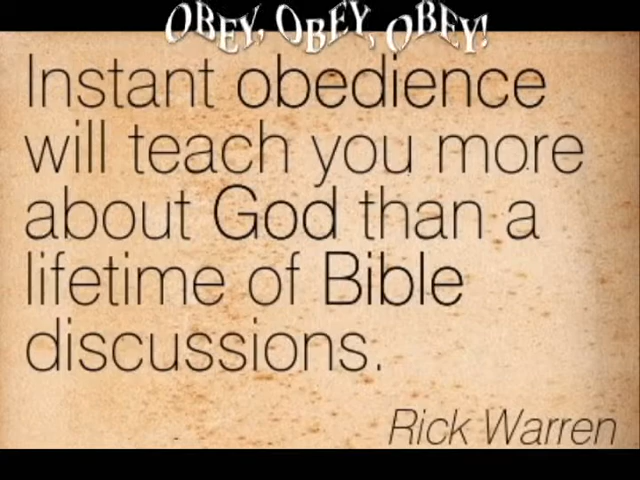 OBEY, OBEY, OBEY!
Instant obedience
will teach you more
about God than a
lifetime of Bible
discussions.
Rick Warren